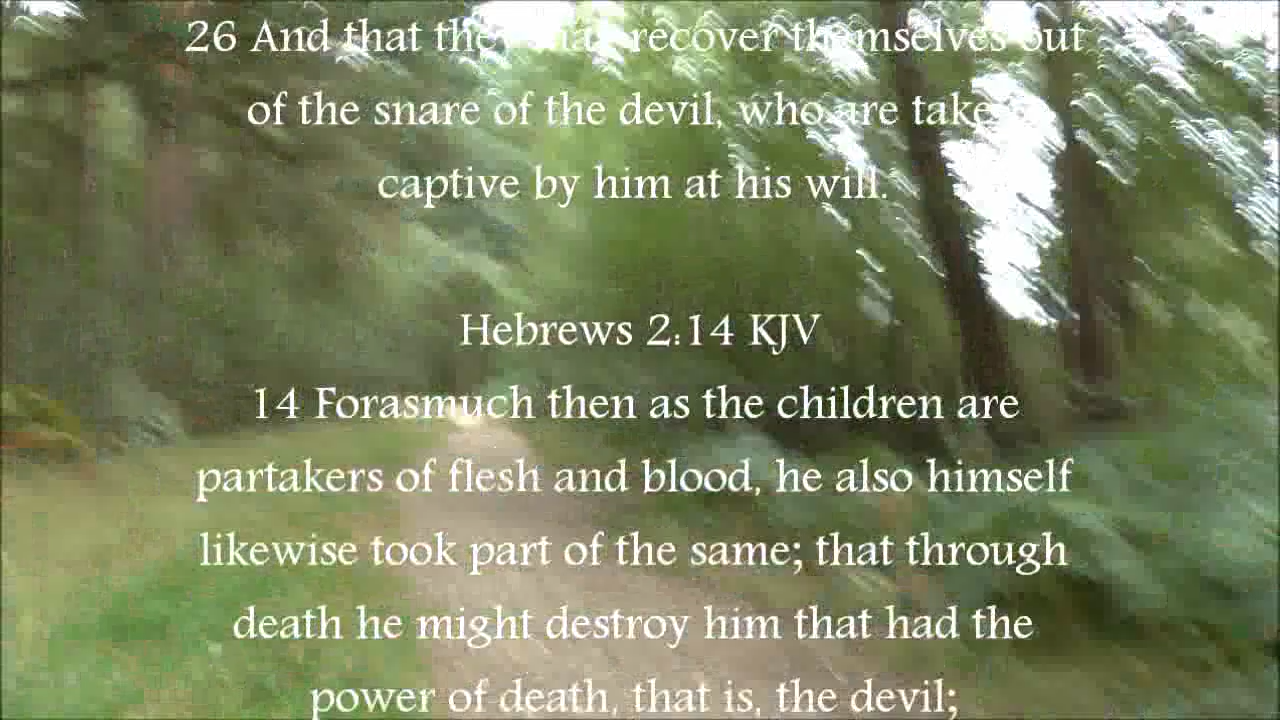 26 And that they may recover themselves out
of the snare of the devil, who are taken
captive by him at his will.
Hebrews 2:14 KJV
14 Forasmuch then as the children are
partakers of flesh and blood, he also himself
likewise took part of the same; that through
death he might destroy him that had the
power of death, that is, the devil;